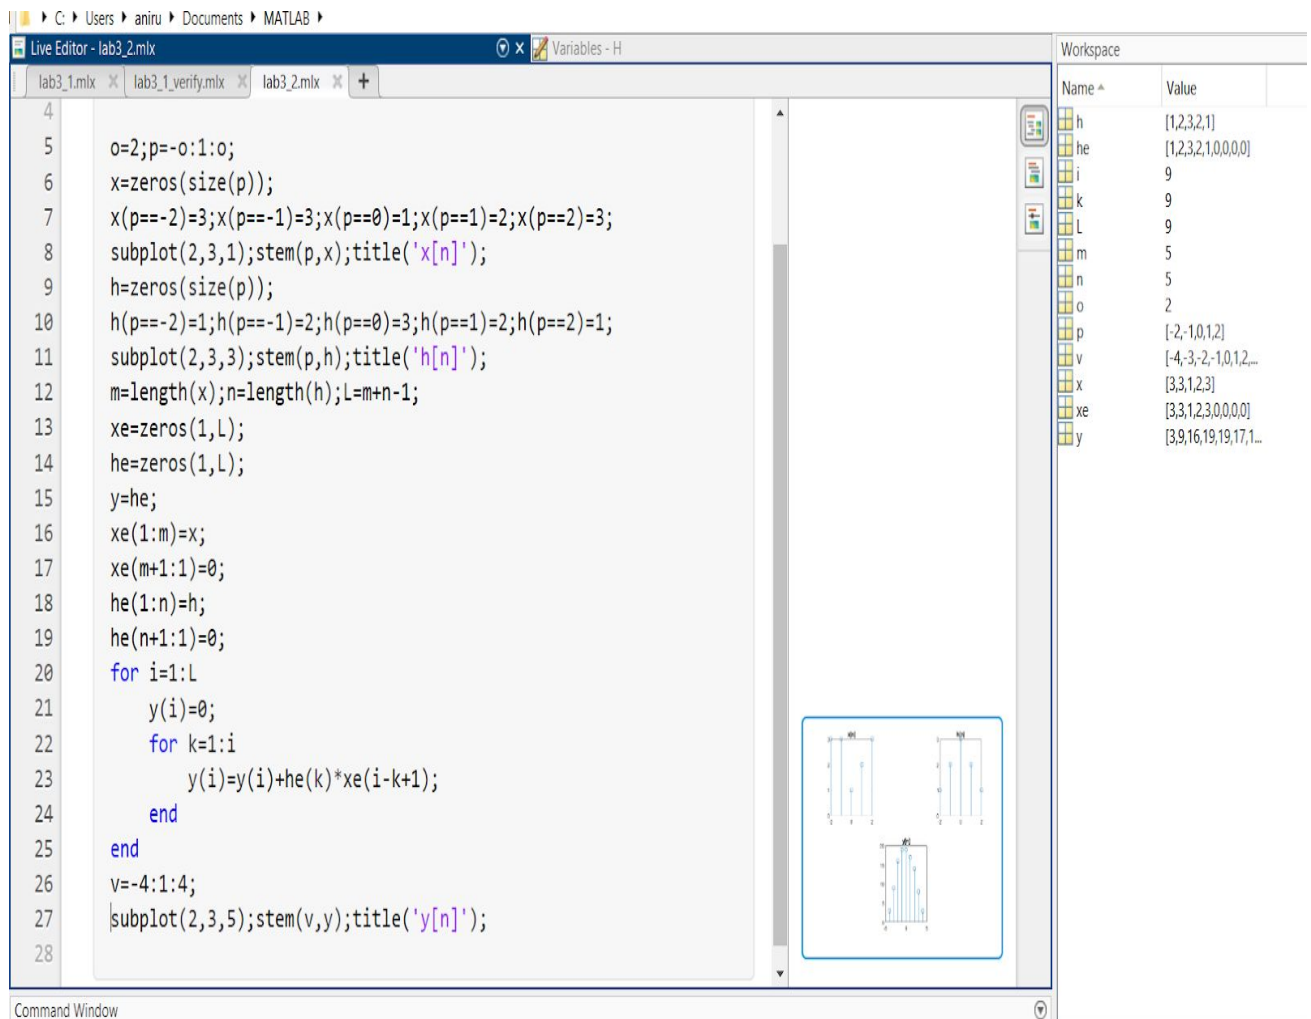 C: Users aniru Documents MATLAB
Live Editor - lab3_2.mlx
Variables - H
lab3_1.mlx lab3_1_verify.mlx lab3_2.mlx
4
5 o=2;p=-o:1:o;
6 x=zeros(size(p));
7 x(p==-2)=3;x(p==-1)=3;x(p==0)=1;x(p==1)=2;x(p==2)=3;
8 subplot(2,3,1);stem(p,x);title('x[n]');
9 h=zeros(size(p));
10 h(p==-2)=1;h(p==-1)=2;h(p==0)=3;h(p==1)=2;h(p==2)=1;
11 subplot(2,3,3);stem(p,h);title('h[n]');
12 m=length(x);n=length(h);L=m+n-1;
13 xe=zeros(1,L);
14 he=zeros(1,L);
15 y=he;
16 xe(1:m)=x;
17 xe(m+1:1)=0;
18 he(1:n)=h;
19 he(n+1:1)=0;
20 for i=1:L
21 y(i)=0;
22 for k=1:i
23 y(i)=y(i)+he(k)*xe(i-k+1);
24 end
25 end
26 v=-4:1:4;
27 subplot(2,3,5);stem(v,y);title('y[n]');
28
Command Window
Workspace
Name Value
h [1,2,3,2,1]
he [1,2,3,2,1,0,0,0,0]
i 9
k 9
L 9
m 5
n 5
o 2
p [-2,-1,0,1,2]
v [-4,-3,-2,-1,0,1,2,...
x [3,3,1,2,3]
xe [3,3,1,2,3,0,0,0,0]
y [3,9,16,19,19,17,1...